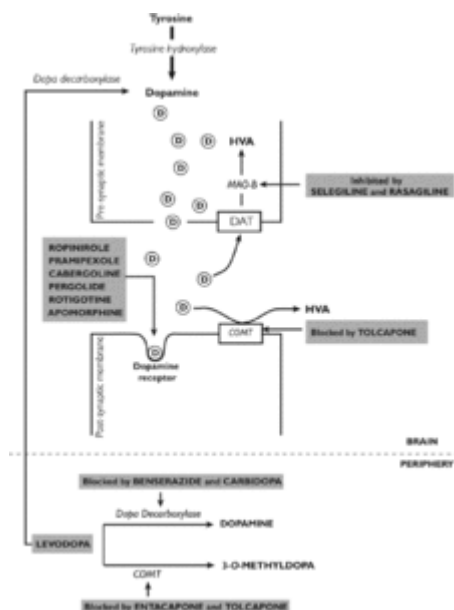 Tyrosine
Tyrosine hydroxylase
Dopa decarboxylase
Dopamine
D
D
D
HVA
D
Pre-synaptic membrane
MAO-B
Inhibited by
SELEGILINE and RASAGILINE
D
D
D
DAT
ROPINIROLE
PRAMIPEXOLE
CABERGOLINE
PERGOLIDE
ROTIGOTINE
APOMORPHINE
D
D
D
HVA
COMT
Blocked by TOLCAPONE
D
Dopamine
receptor
Post-synaptic membrane
BRAIN
PERIPHERY
Blocked by BENSERAZIDE and CARBIDOPA
Dopa Decarboxylase
DOPAMINE
LEVODOPA
3-O-METHYLDOPA
COMT
Blocked by ENTACAPONE and TOLCAPONE